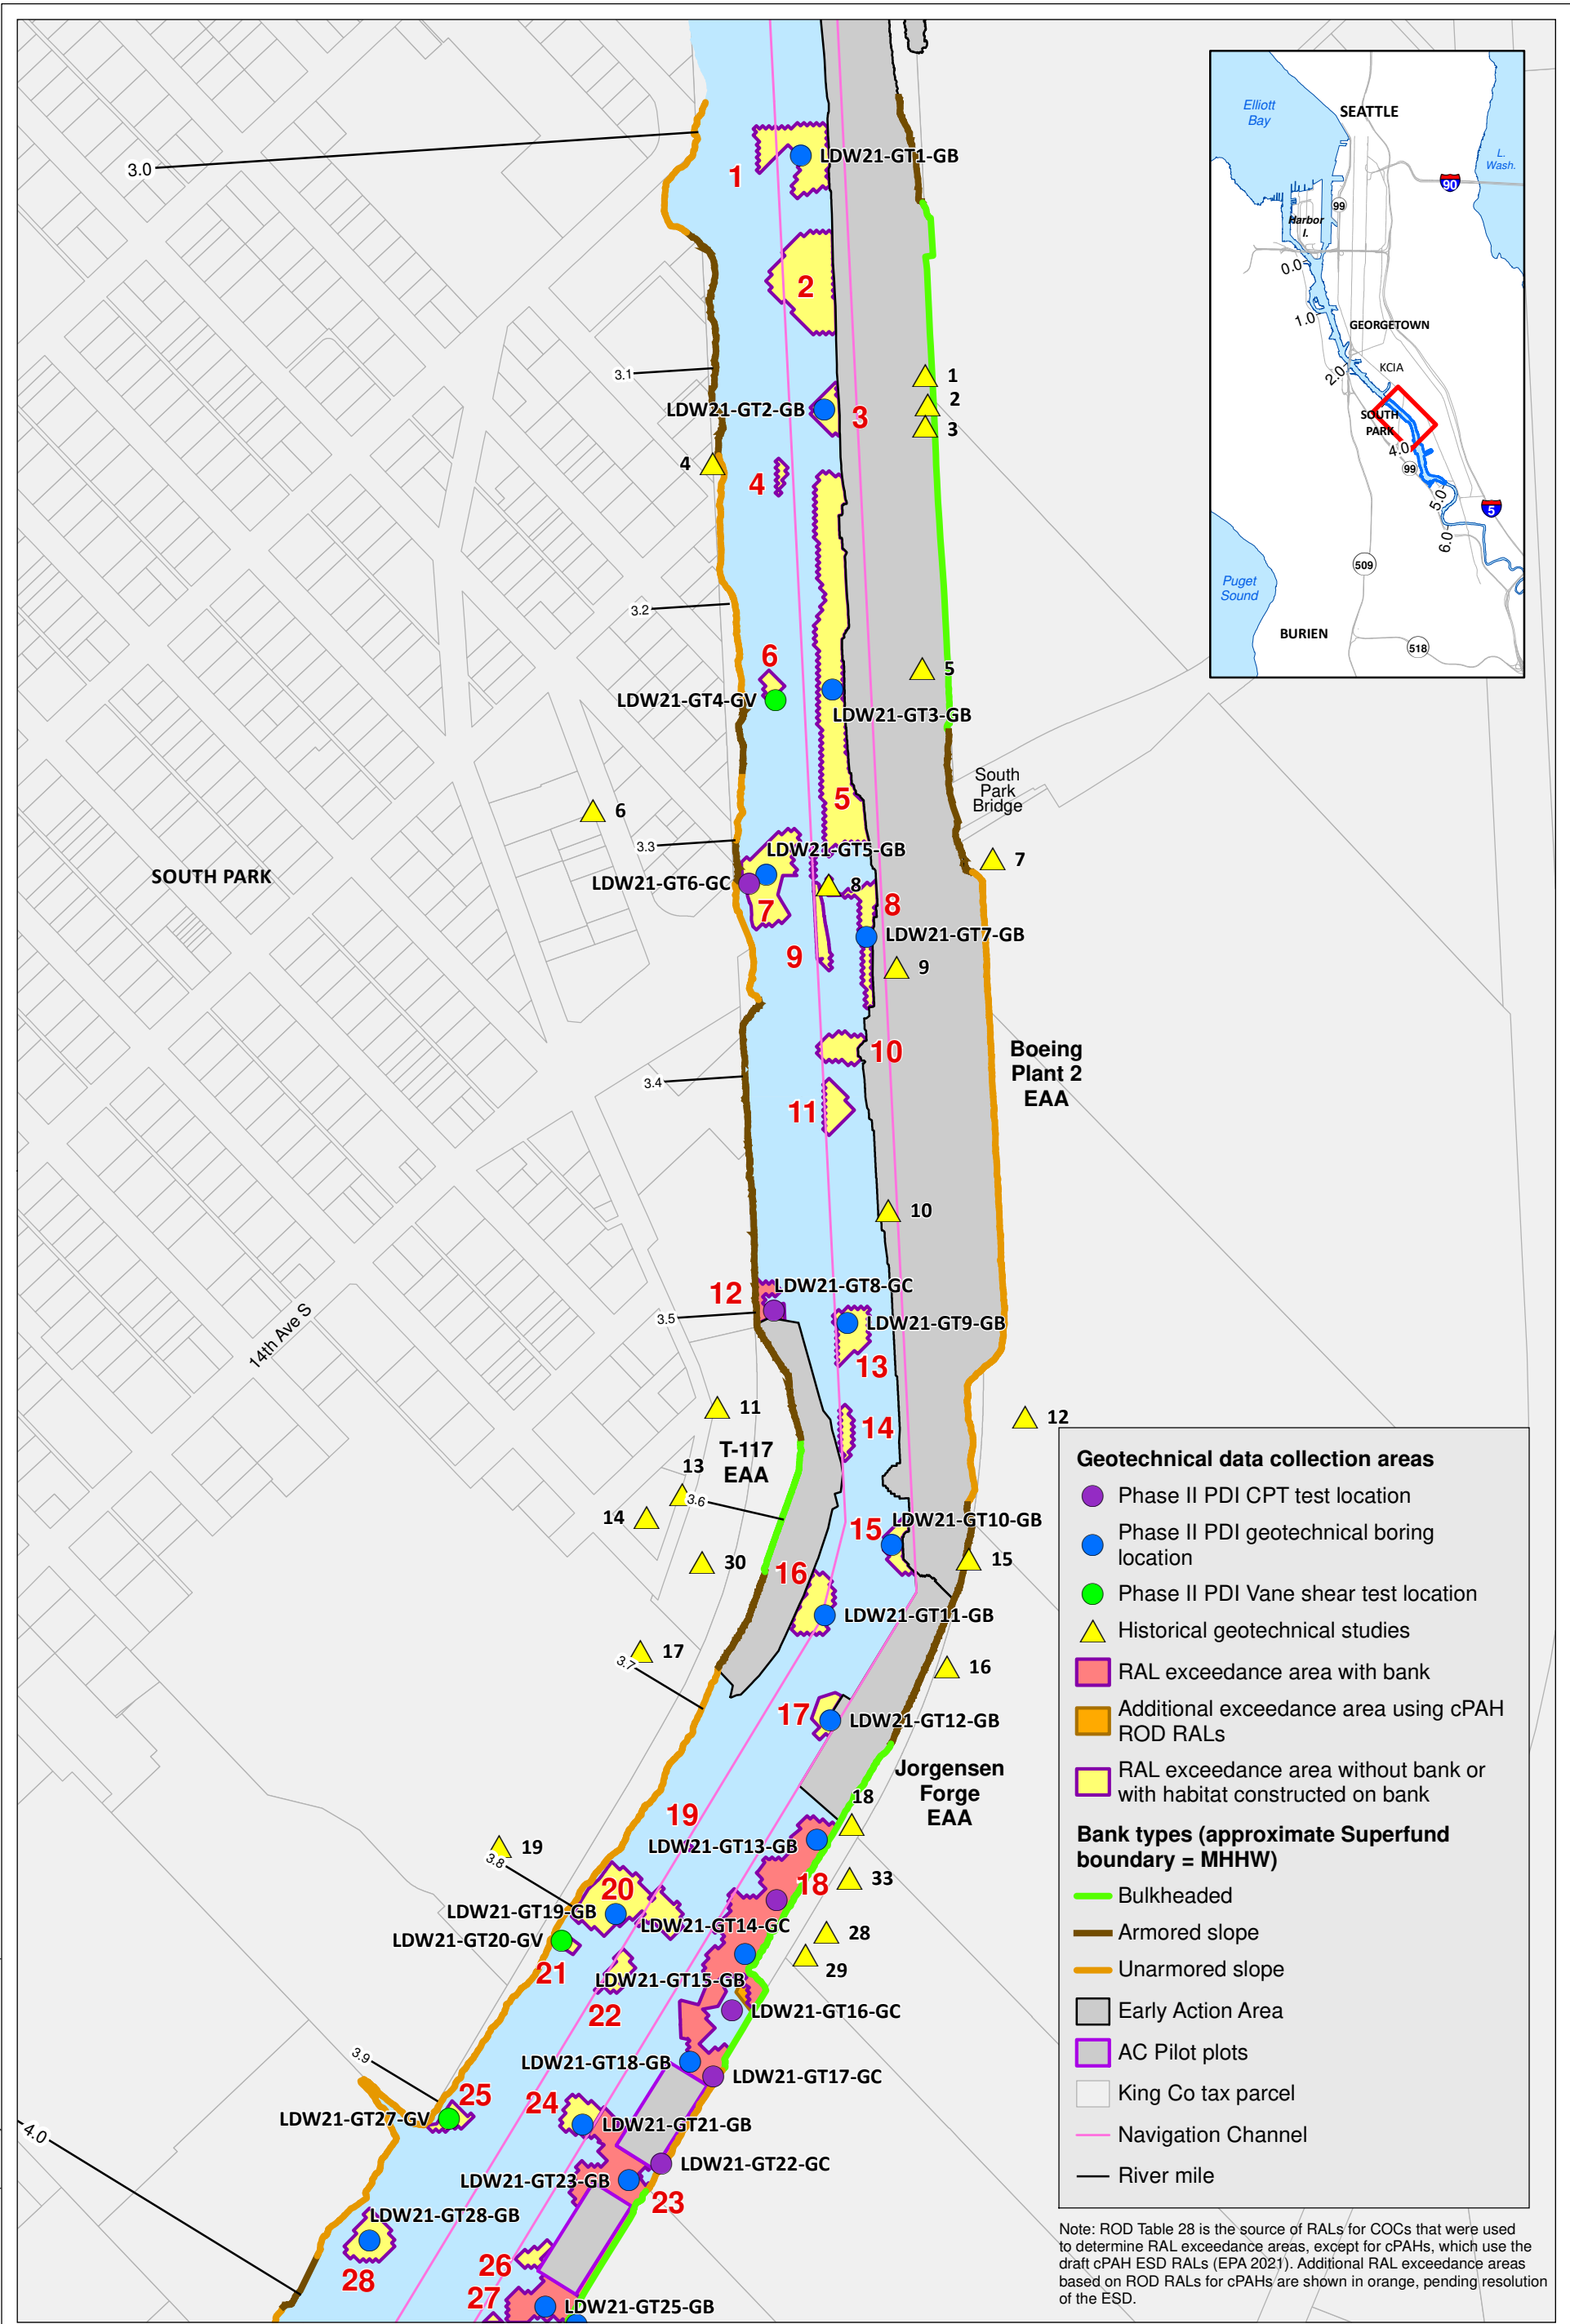 3.0
1
LDW21-GT1-GB
2
3.1
1
LDW21-GT2-GB
3
2
3
4
4
3.2
6
5
LDW21-GT4-GV
LDW21-GT3-GB
South
Park
Bridge
5
6
3.3
LDW21-GT5-GB
7
SOUTH PARK
LDW21-GT6-GC
8
7
8
LDW21-GT7-GB
9
9
10
Boeing
Plant 2
EAA
3.4
11
10
12
LDW21-GT8-GC
3.5
LDW21-GT9-GB
14th Ave S
13
11
12
14
T-117
EAA
13
3.6
14
15
LDW21-GT10-GB
30
15
16
LDW21-GT11-GB
17
3.7
16
17
LDW21-GT12-GB
Jorgensen
Forge
EAA
18
19
19
3.8
LDW21-GT13-GB
18
33
20
LDW21-GT19-GB
LDW21-GT14-GC
28
LDW21-GT20-GV
29
21
LDW21-GT15-GB
22
LDW21-GT16-GC
3.9
LDW21-GT18-GB
LDW21-GT17-GC
25
24
LDW21-GT27-GV
LDW21-GT21-GB
4.0
LDW21-GT22-GC
LDW21-GT23-GB
23
LDW21-GT28-GB
26
28
27
LDW21-GT25-GB
Elliott
Bay
SEATTLE
L.
Wash.
90
99
Harbor
I.
0.0
1.0
GEORGETOWN
KCIA
2.0
SOUTH
PARK
4.0
99
5.0
5
6.0
509
Puget
Sound
BURIEN
518
Geotechnical data collection areas
Phase II PDI CPT test location
Phase II PDI geotechnical boring
location
Phase II PDI Vane shear test location
Historical geotechnical studies
RAL exceedance area with bank
Additional exceedance area using cPAH
ROD RALs
RAL exceedance area without bank or
with habitat constructed on bank
Bank types (approximate Superfund
boundary = MHHW)
Bulkheaded
Armored slope
Unarmored slope
Early Action Area
AC Pilot plots
King Co tax parcel
Navigation Channel
River mile
Note: ROD Table 28 is the source of RALs for COCs that were used
to determine RAL exceedance areas, except for cPAHs, which use the
draft cPAH ESD RALs (EPA 2021). Additional RAL exceedance areas
based on ROD RALs for cPAHs are shown in orange, pending resolution
of the ESD.